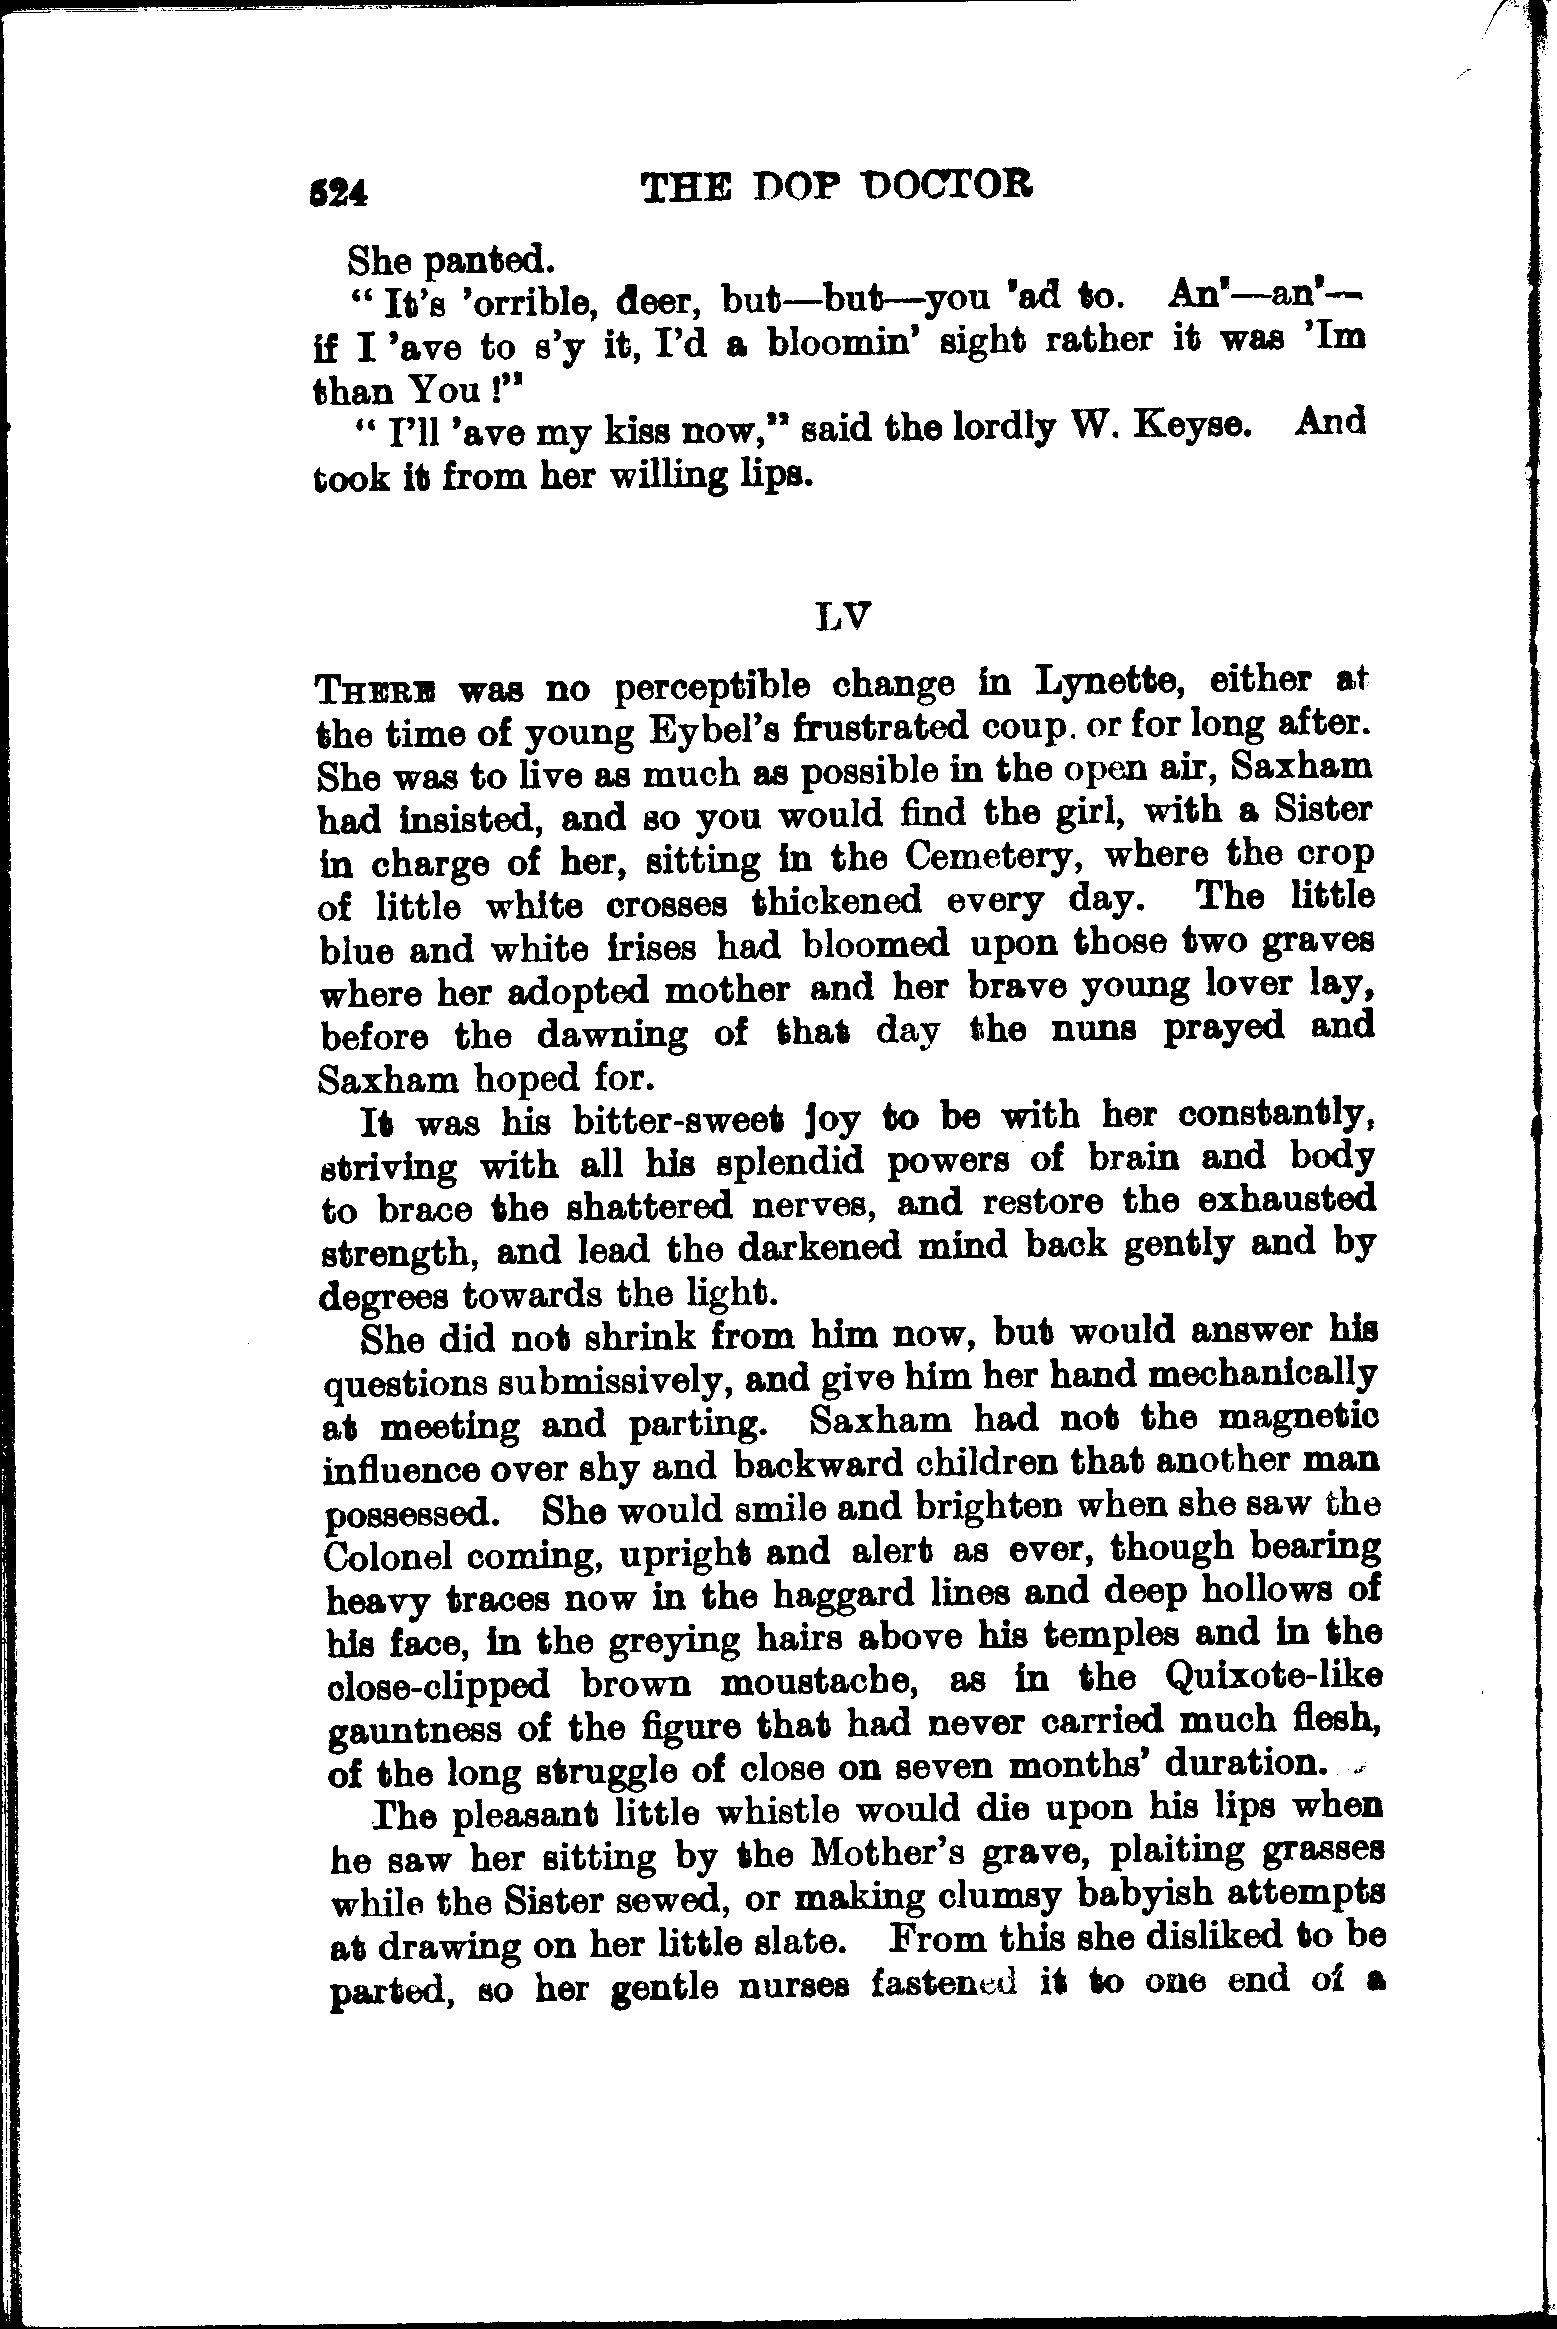 524 THE DOP DOCTOR
She panted.
“ It’s ’orrible, deer, but—but—you ’ad to. An’—an’—
if I ’ave to s’y it, I’d a bloomin’ sight rather it was ’Im
than You !”
“ I’ll ’ave my kiss now,” said the lordly W. Keyse. And
took it from her willing lips.
LV
THERE was no perceptible change in Lynette, either at
the time of young Eybel’s frustrated coup. or for long after.
She was to live as much as possible in the open air, Saxham
had insisted, and so you would find the girl, with a Sister
in charge of her, sitting in the Cemetery, where the crop
of little white crosses thickened every day. The little
blue and white irises had bloomed upon those two graves
where her adopted mother and her brave young lover lay,
before the dawning of that day the nuns prayed and
Saxham hoped for.
It was his bitter-sweet joy to be with her constantly,
striving with all his splendid powers of brain and body
to brace the shattered nerves, and restore the exhausted
strength, and lead the darkened mind back gently and by
degrees towards the light.
She did not shrink from him now, but would answer his
questions submissively, and give him her hand mechanically
at meeting and parting. Saxham had not the magnetic
influence over shy and backward children that another man
possessed. She would smile and brighten when she saw the
Colonel coming, upright and alert as ever, though bearing
heavy traces now in the haggard lines and deep hollows of
his face, in the greying hairs above his temples and in the
close-clipped brown moustache, as in the Quixote-like
gauntness of the figure that had never carried much flesh,
of the long struggle of close on seven months’ duration.
The pleasant little whistle would die upon his lips when
he saw her sitting by the Mother’s grave, plaiting grasses
while the Sister sewed, or making clumsy babyish attempts
at drawing on her little slate. From this she disliked to be
parted, so her gentle nurses fastened it to one end of a